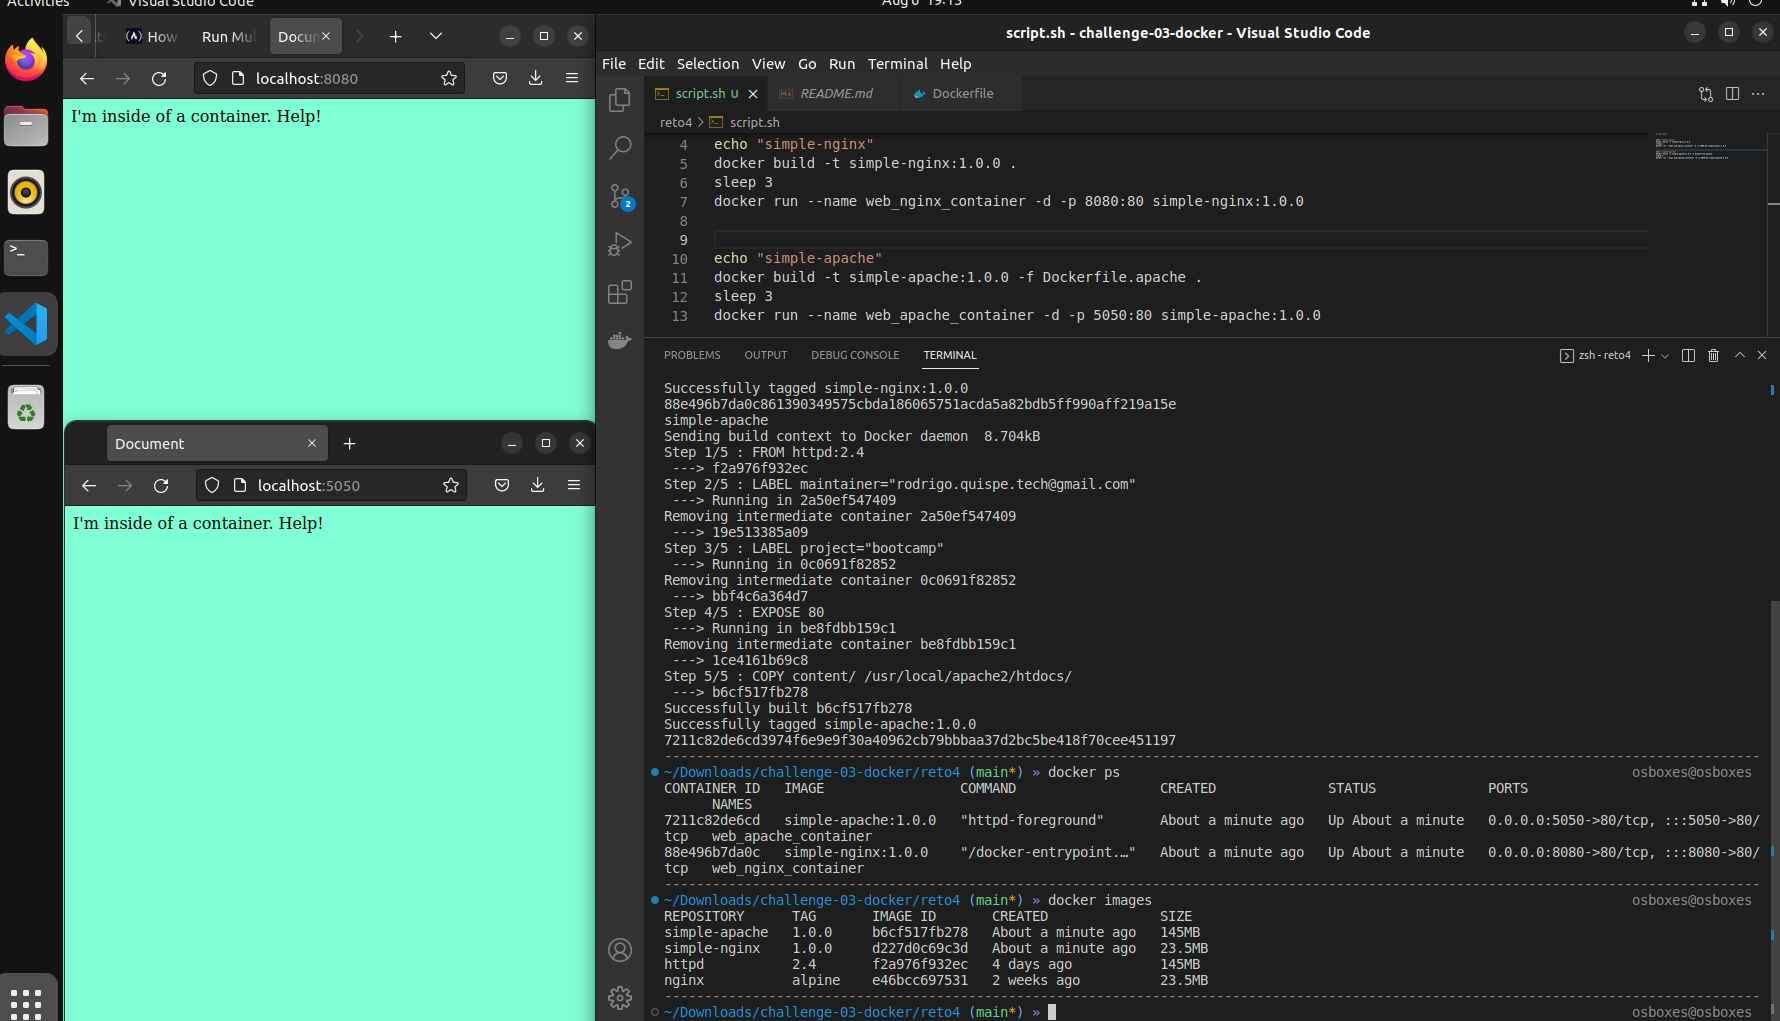 Activities
Visual Studio Code
Aug 6 19:13
How
Run Mul
Docun
localhost:8080
I'm inside of a container. Help!
Document
localhost:5050
I'm inside of a container. Help!
script.sh - challenge-03-docker - Visual Studio Code
File Edit Selection View Go Run Terminal Help
script.sh U
README.md
Dockerfile
reto4 > script.sh
4 echo "simple-nginx"
5 docker build -t simple-nginx:1.0.0 .
6 sleep 3
7 docker run --name web_nginx_container -d -p 8080:80 simple-nginx:1.0.0
8
9
10 echo "simple-apache"
11 docker build -t simple-apache:1.0.0 -f Dockerfile.apache .
12 sleep 3
13 docker run --name web_apache_container -d -p 5050:80 simple-apache:1.0.0
2
PROBLEMS OUTPUT DEBUG CONSOLE TERMINAL
zsh - reto4
Successfully tagged simple-nginx:1.0.0
88e496b7da0c861390349575cbda186065751acda5a82bdb5ff990aff219a15e
simple-apache
Sending build context to Docker daemon  8.704kB
Step 1/5 : FROM httpd:2.4
 ---> f2a976f932ec
Step 2/5 : LABEL maintainer="rodrigo.quispe.tech@gmail.com"
 ---> Running in 2a50ef547409
Removing intermediate container 2a50ef547409
 ---> 19e513385a09
Step 3/5 : LABEL project="bootcamp"
 ---> Running in 0c0691f82852
Removing intermediate container 0c0691f82852
 ---> bbf4c6a364d7
Step 4/5 : EXPOSE 80
 ---> Running in be8fdbb159c1
Removing intermediate container be8fdbb159c1
 ---> 1ce4161b69c8
Step 5/5 : COPY content/ /usr/local/apache2/htdocs/
 ---> b6cf517fb278
Successfully built b6cf517fb278
Successfully tagged simple-apache:1.0.0
7211c82de6cd3974f6e9e9f30a40962cb79bbbaa37d2bc5be418f70cee451197
~/Downloads/challenge-03-docker/reto4 (main*) » docker ps osboxes@osboxes
CONTAINER ID   IMAGE   COMMAND   CREATED   STATUS   PORTS
NAMES
7211c82de6cd   simple-apache:1.0.0   "httpd-foreground"   About a minute ago   Up About a minute   0.0.0.0:5050->80/tcp, :::5050->80/
tcp   web_apache_container
88e496b7da0c   simple-nginx:1.0.0   "/docker-entrypoint.…"   About a minute ago   Up About a minute   0.0.0.0:8080->80/tcp, :::8080->80/
tcp   web_nginx_container
~/Downloads/challenge-03-docker/reto4 (main*) » docker images osboxes@osboxes
REPOSITORY   TAG   IMAGE ID   CREATED   SIZE
simple-apache   1.0.0   b6cf517fb278   About a minute ago   145MB
simple-nginx   1.0.0   d227d0c69c3d   About a minute ago   23.5MB
httpd   2.4   f2a976f932ec   4 days ago   145MB
nginx   alpine   e46bcc697531   2 weeks ago   23.5MB
~/Downloads/challenge-03-docker/reto4 (main*) » osboxes@osboxes